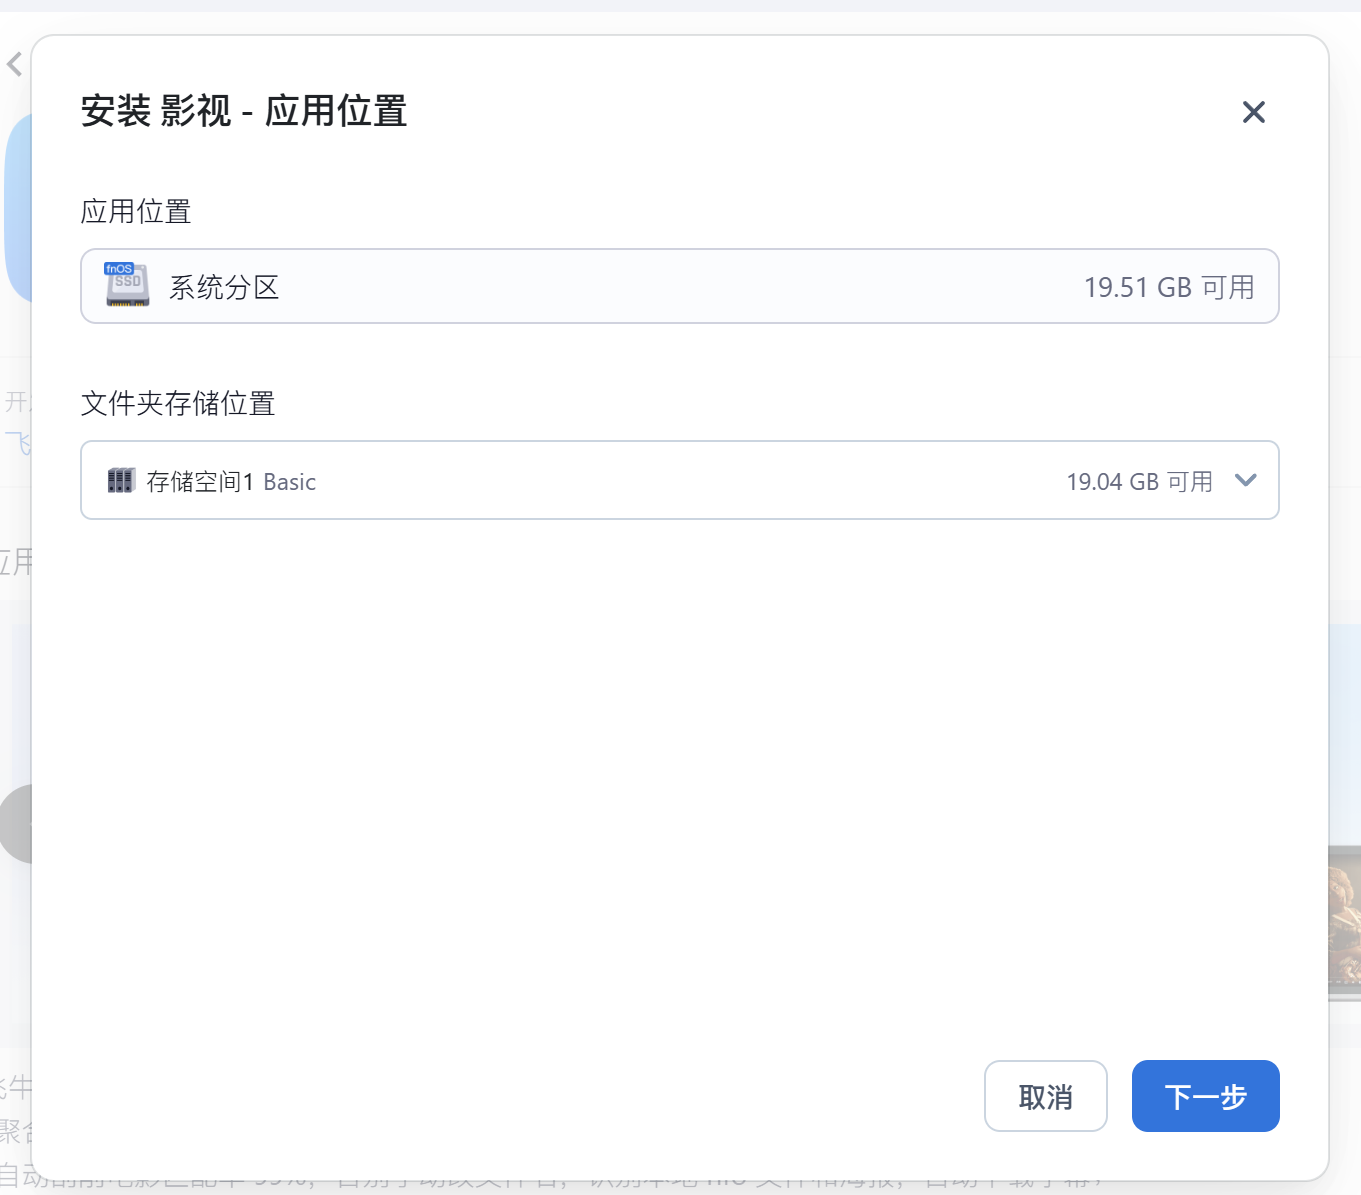 安装 影视 - 应用位置
应用位置
fnOS
SSD
系统分区
19.51 GB 可用
文件夹存储位置
存储空间1 Basic
19.04 GB 可用
取消
下一步